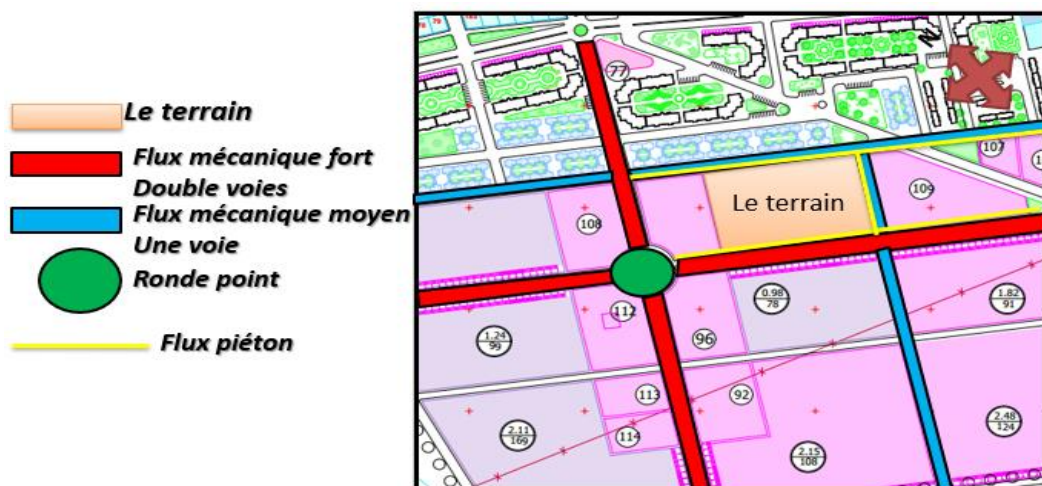 Le terrain
Flux mécanique fort
Double voies
Flux mécanique moyen
Une voie
Ronde point
Flux piéton
77
N
107
109
Le terrain
108
112
0.98
78
1.82
91
1.24
99
96
113
92
114
2.11
169
2.15
108
2.48
124